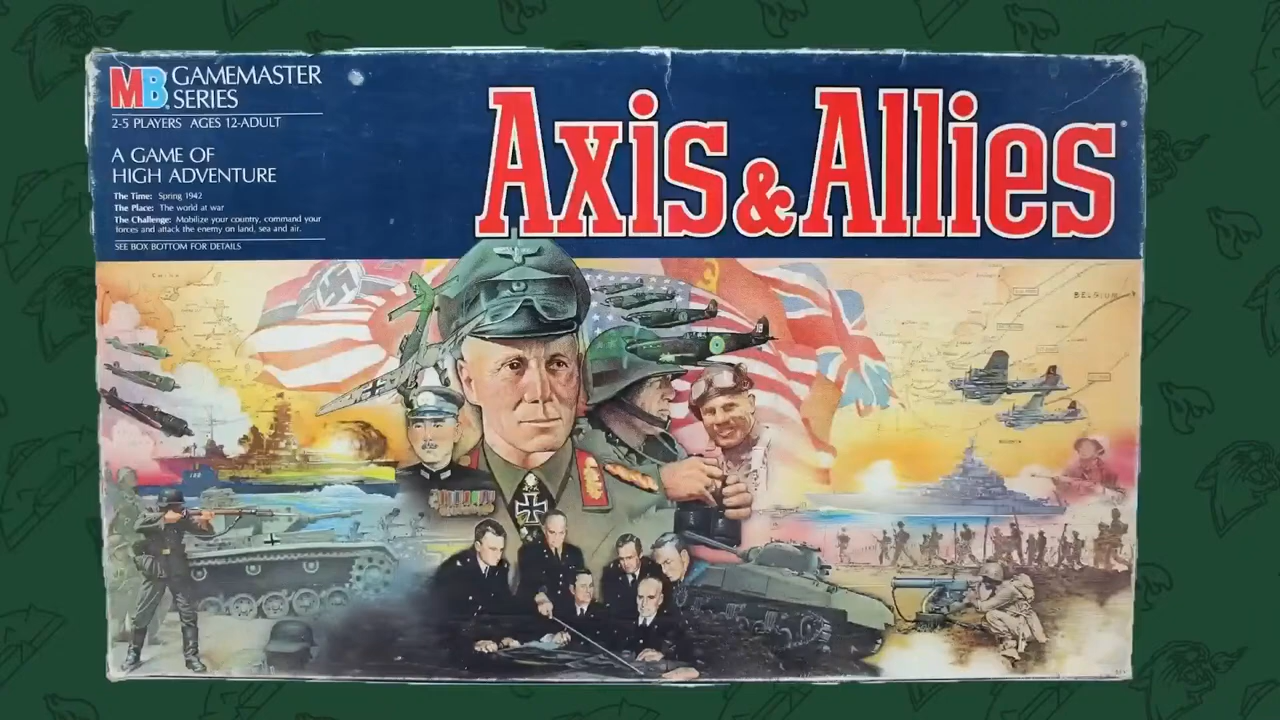 MB GAMEMASTER
SERIES
2-5 PLAYERS AGES 12-ADULT
A GAME OF
HIGH ADVENTURE
The Time: Spring 1942
The Place: The world at war
The Challenge: Mobilize your country, command your
forces and attack the enemy on land, sea and air.
SEE BOX BOTTOM FOR DETAILS
Axis & Allies®
BELGIUM